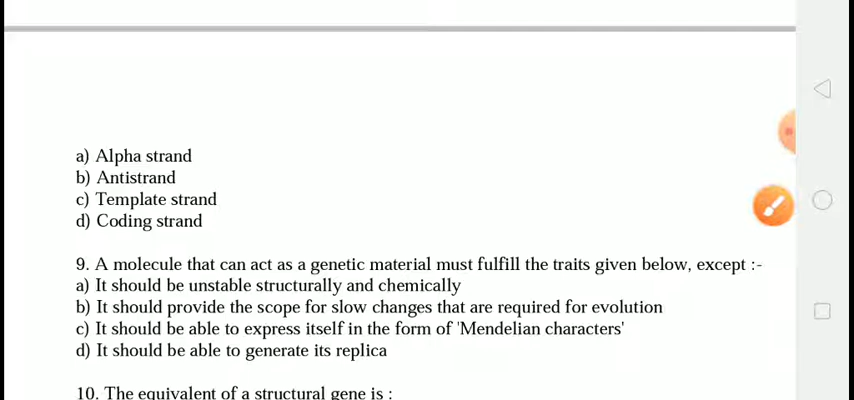 a) Alpha strand
b) Antistrand
c) Template strand
d) Coding strand
9. A molecule that can act as a genetic material must fulfill the traits given below, except :-
a) It should be unstable structurally and chemically
b) It should provide the scope for slow changes that are required for evolution
c) It should be able to express itself in the form of 'Mendelian characters'
d) It should be able to generate its replica
10. The equivalent of a structural gene is :